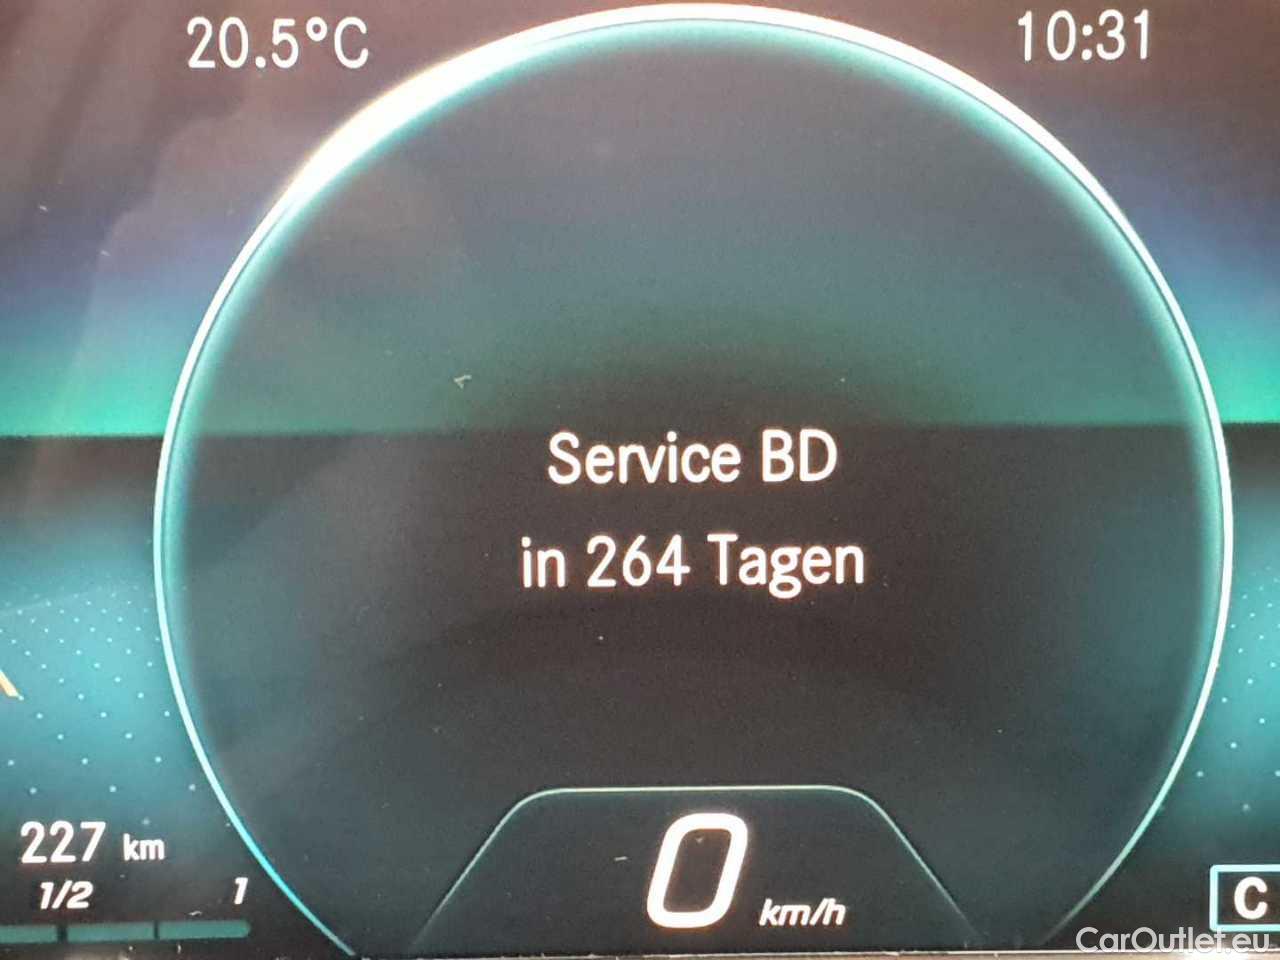 20.5°C
10:31
Service BD
in 264 Tagen
227 km
1/2 1
0 km/h
C
CarOutlet.eu